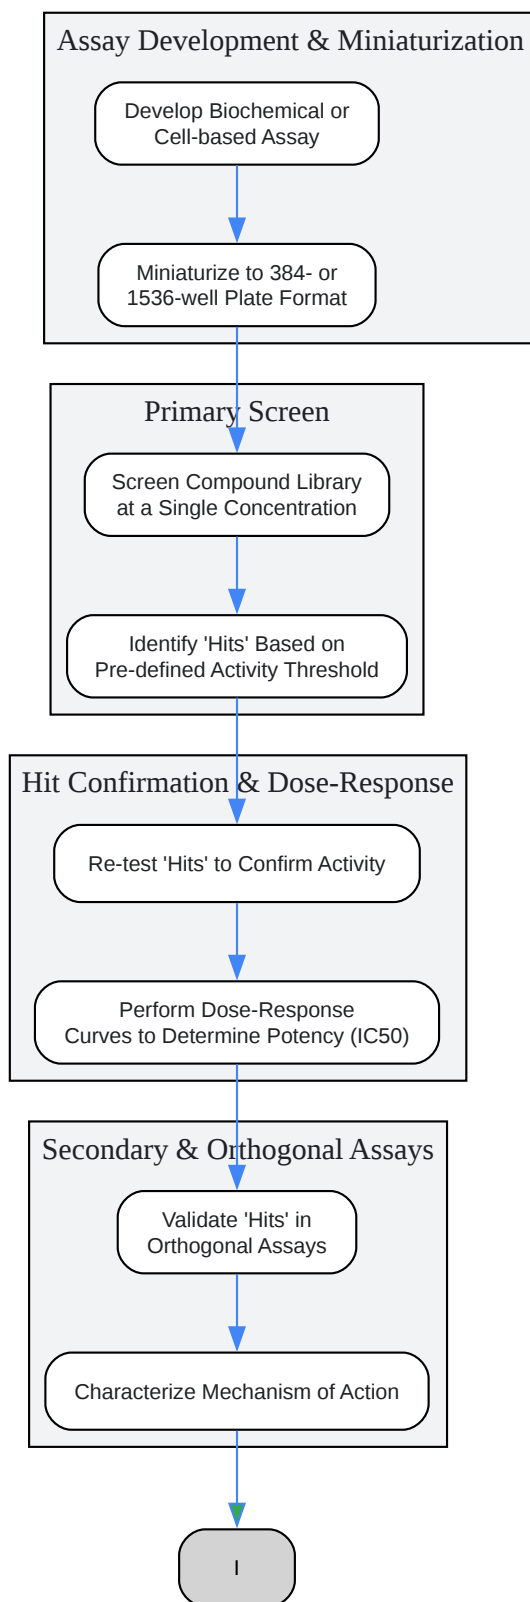 Assay Development & Miniaturization
Develop Biochemical or
Cell-based Assay
Miniaturize to 384- or
1536-well Plate Format
Primary Screen
Screen Compound Library
at a Single Concentration
Identify 'Hits' Based on
Pre-defined Activity Threshold
Hit Confirmation & Dose-Response
Re-test 'Hits' to Confirm Activity
Perform Dose-Response
Curves to Determine Potency (IC50)
Secondary & Orthogonal Assays
Validate 'Hits' in
Orthogonal Assays
Characterize Mechanism of Action
I